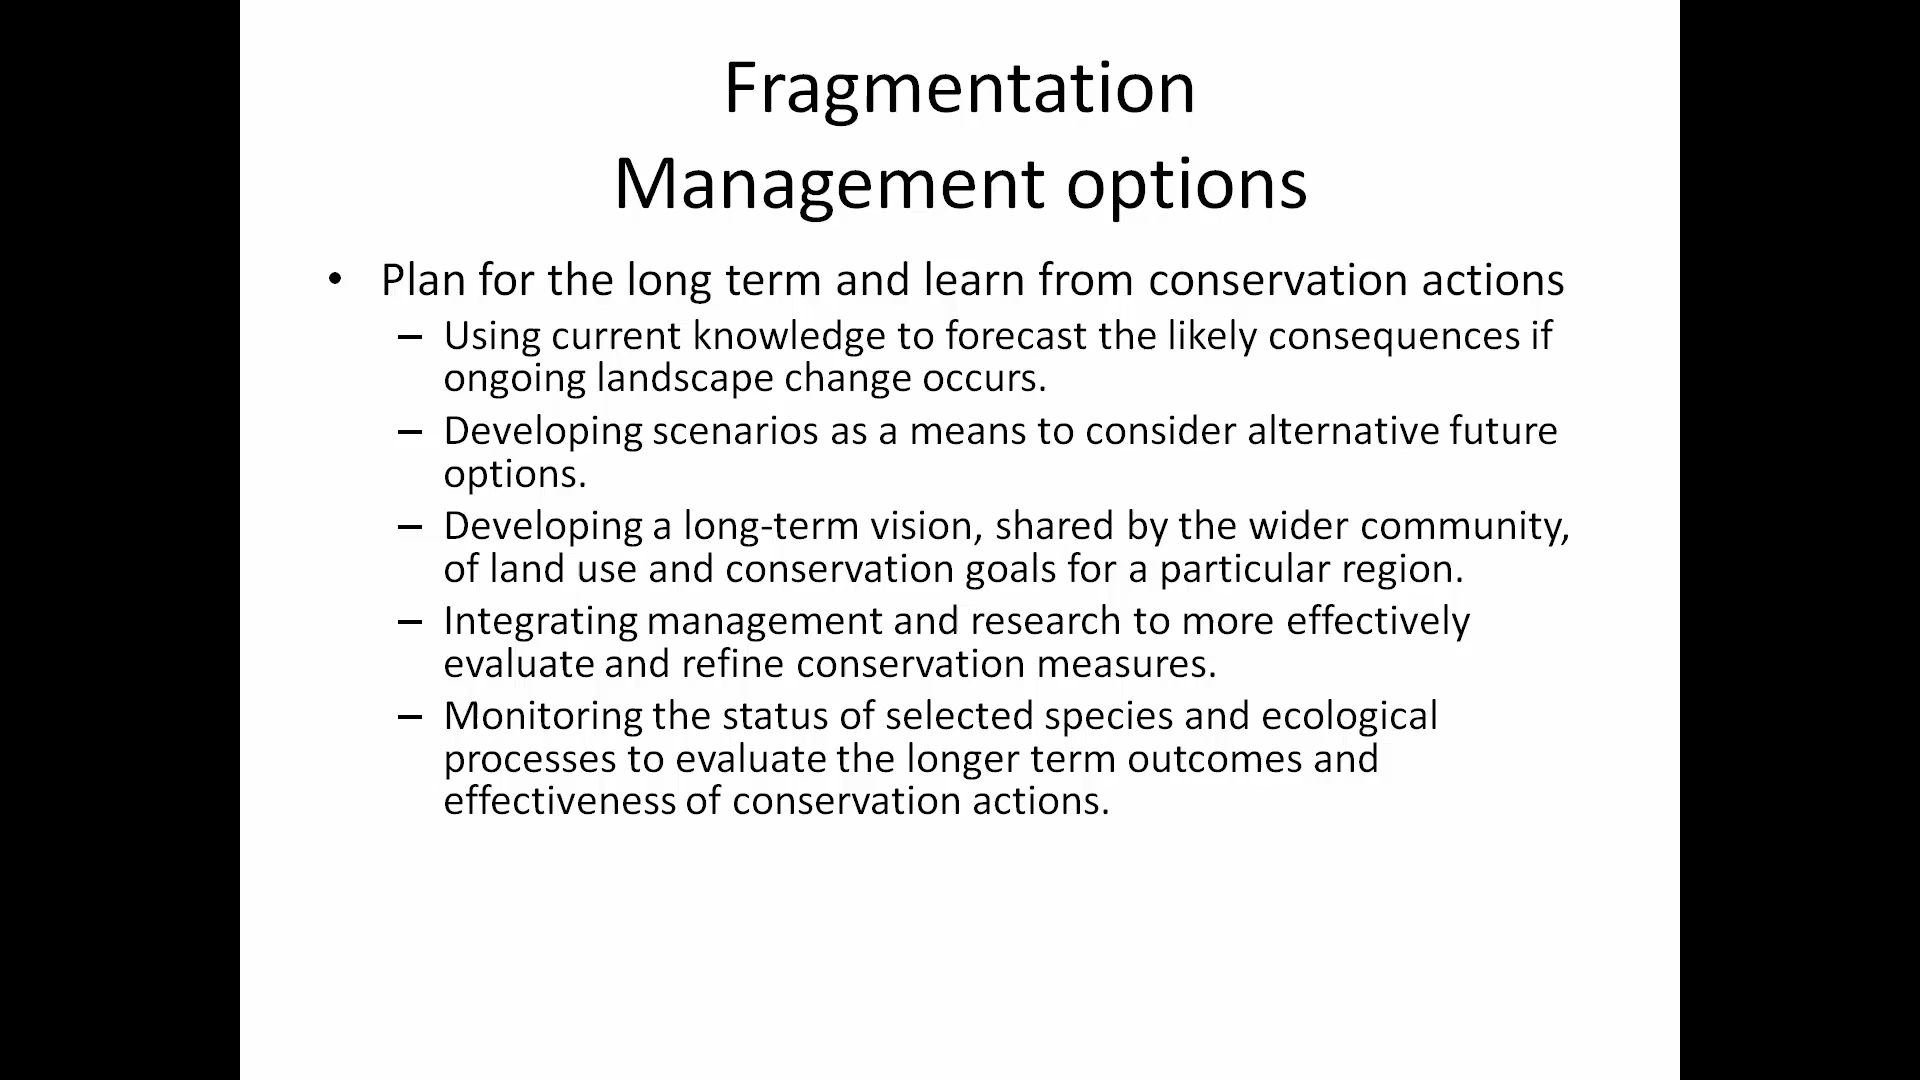 Fragmentation
Management options
• Plan for the long term and learn from conservation actions
– Using current knowledge to forecast the likely consequences if
ongoing landscape change occurs.
– Developing scenarios as a means to consider alternative future
options.
– Developing a long-term vision, shared by the wider community,
of land use and conservation goals for a particular region.
– Integrating management and research to more effectively
evaluate and refine conservation measures.
– Monitoring the status of selected species and ecological
processes to evaluate the longer term outcomes and
effectiveness of conservation actions.